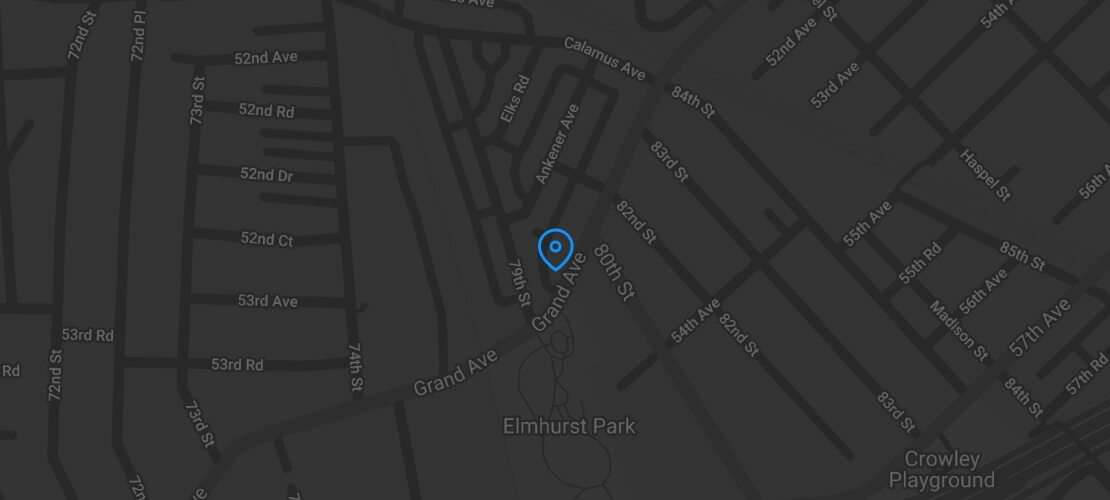 72nd St
72nd Pl
73rd St
52nd Ave
52nd Rd
52nd Dr
52nd Ct
53rd Ave
53rd Rd
53rd Rd
Rd
72nd St
73rd St
74th St
Grand Ave
79th St
Grand Ave
80th St
Elks Rd
Ankener Ave
Calamus Ave
84th St
83rd St
82nd St
52nd Ave
53rd Ave
Haspel St
55th Ave
55th Rd
56th Ave
85th St
Madison St
57th Ave
57th Rd
84th St
83rd St
82nd St
54th Ave
Elmhurst Park
Crowley
Playground